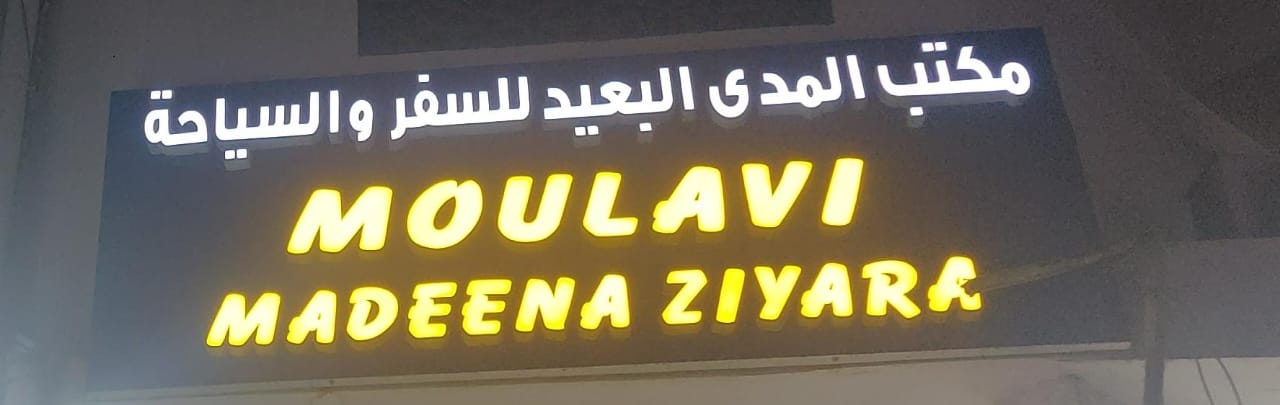 مكتب المدى البعيد للسفر والسياحة
MOULAVI
MADEENA ZIYARA